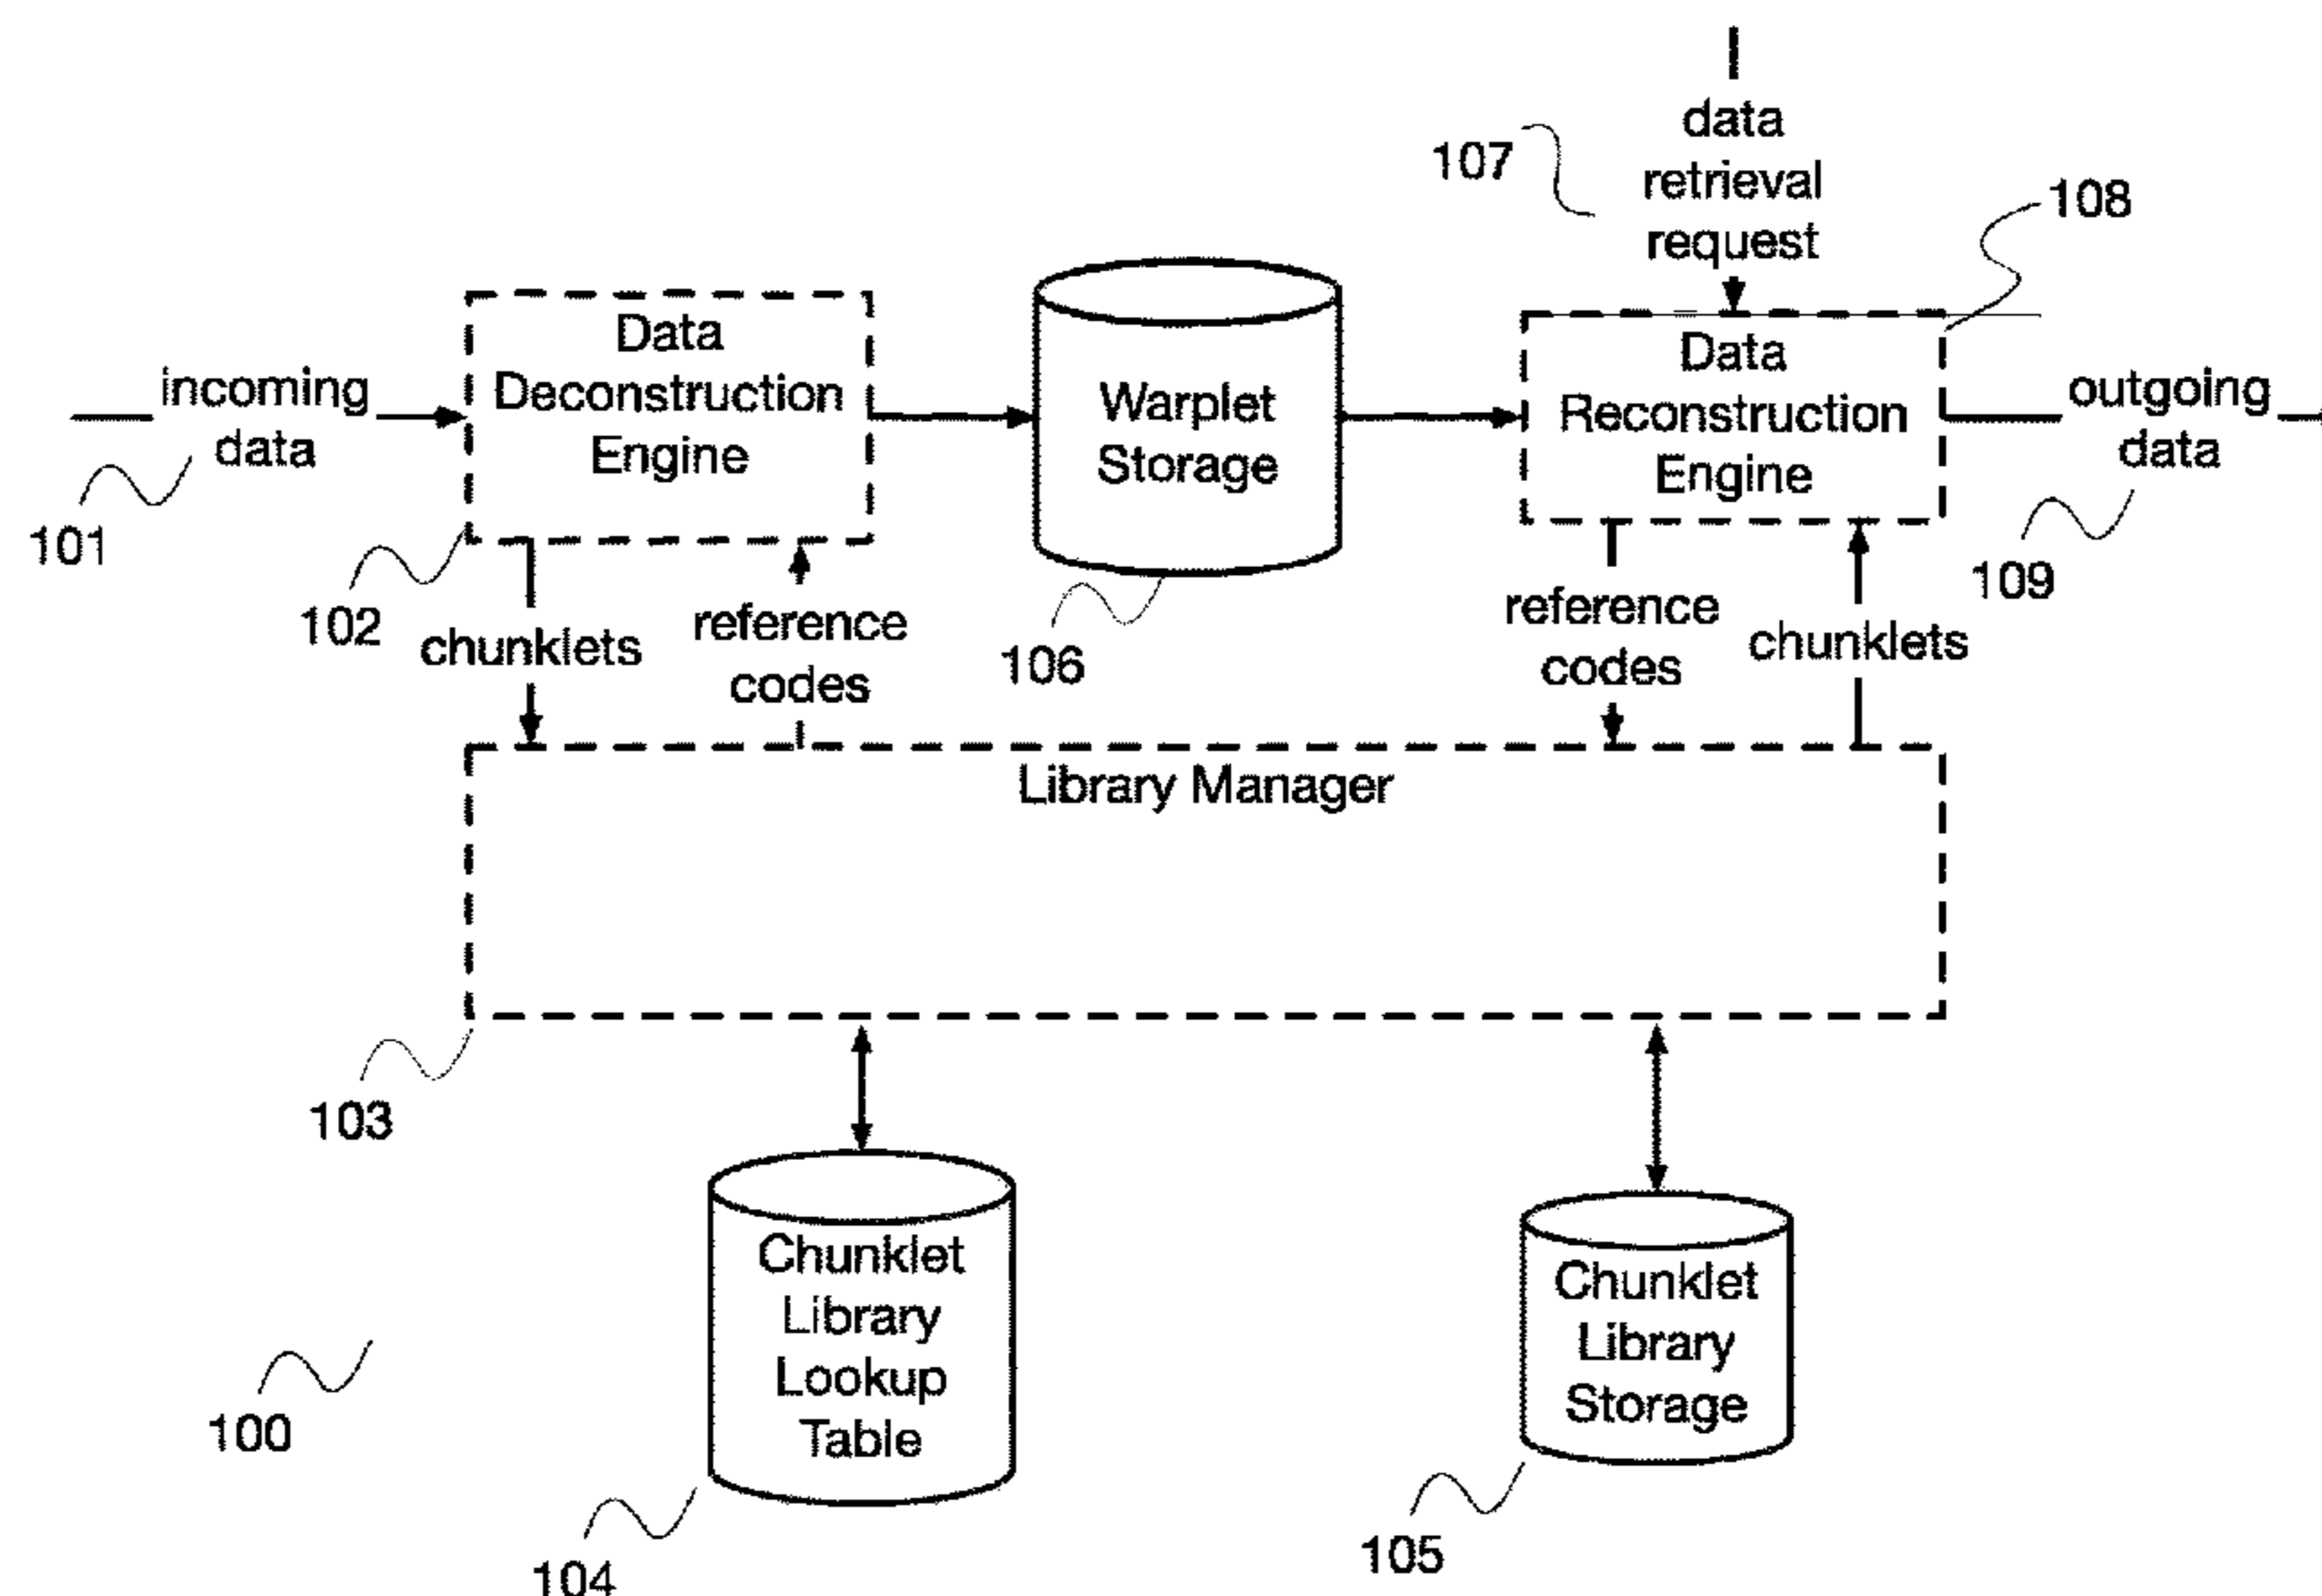 data
retrieval
request
107
108
incoming
data
101
Data
Deconstruction
Engine
102
Warplet
Storage
106
Data
Reconstruction
Engine
outgoing
data
109
chunklets
reference
codes
reference
codes
chunklets
Library Manager
103
Chunklet
Library
Lookup
Table
104
Chunklet
Library
Storage
105
100